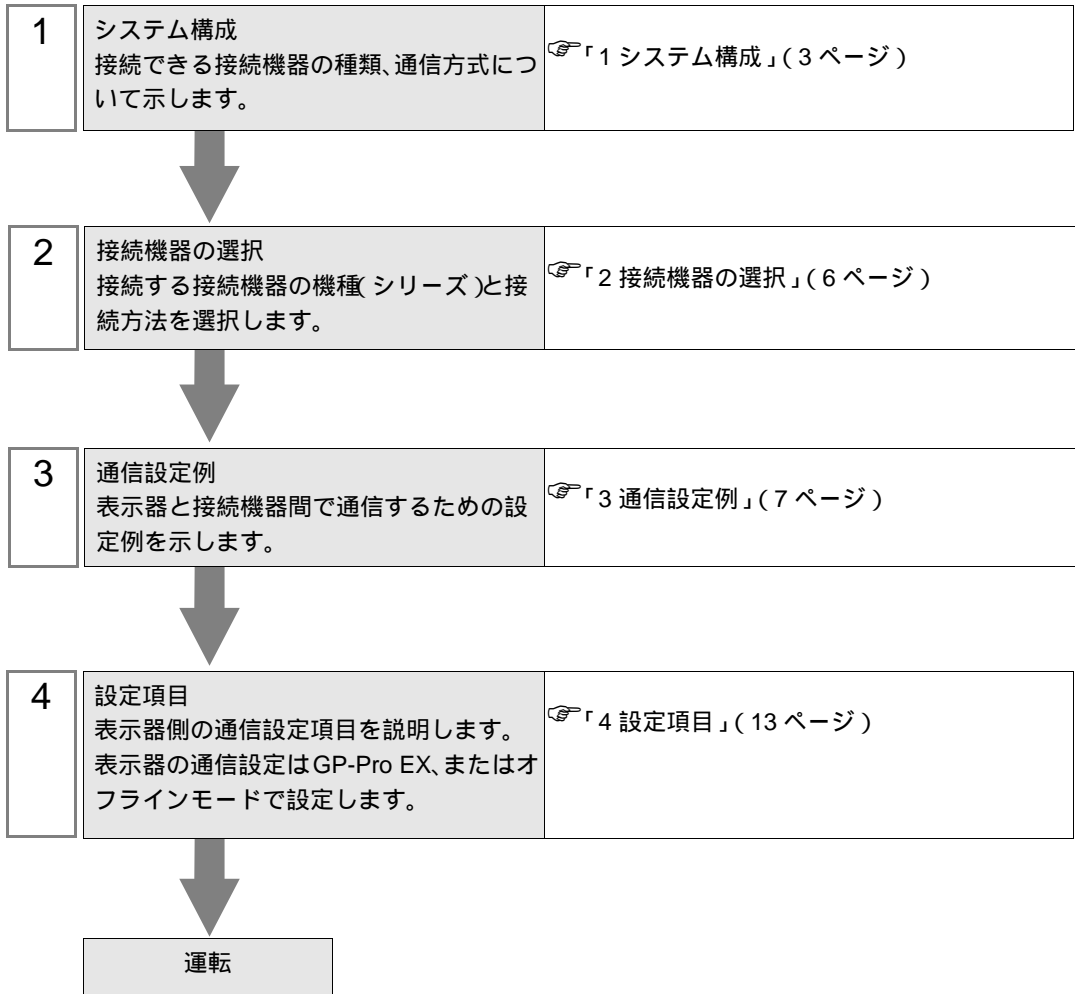 1
システム構成
接続できる接続機器の種類、通信方式につ
いて示します。
☞「1 システム構成」(3 ページ)
2
接続機器の選択
接続する接続機器の機種(シリーズ)と接
続方法を選択します。
☞「2 接続機器の選択」(6 ページ)
3
通信設定例
表示器と接続機器間で通信するための設
定例を示します。
☞「3 通信設定例」(7 ページ)
4
設定項目
表示器側の通信設定項目を説明します。
表示器の通信設定はGP-Pro EX、またはオ
フラインモードで設定します。
☞「4 設定項目」(13 ページ)
運転